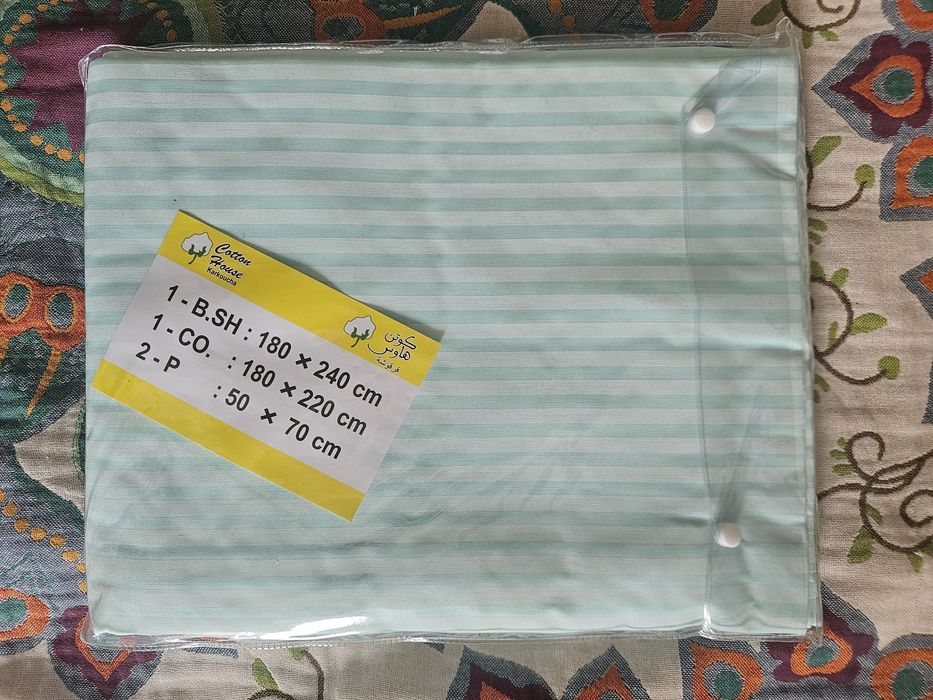 Cotton
House
Karkoucha
كوتن
هاوس
قرقوشة
1 - B.SH : 180 × 240 cm
1 - CO. : 180 × 220 cm
2 - P : 50 × 70 cm